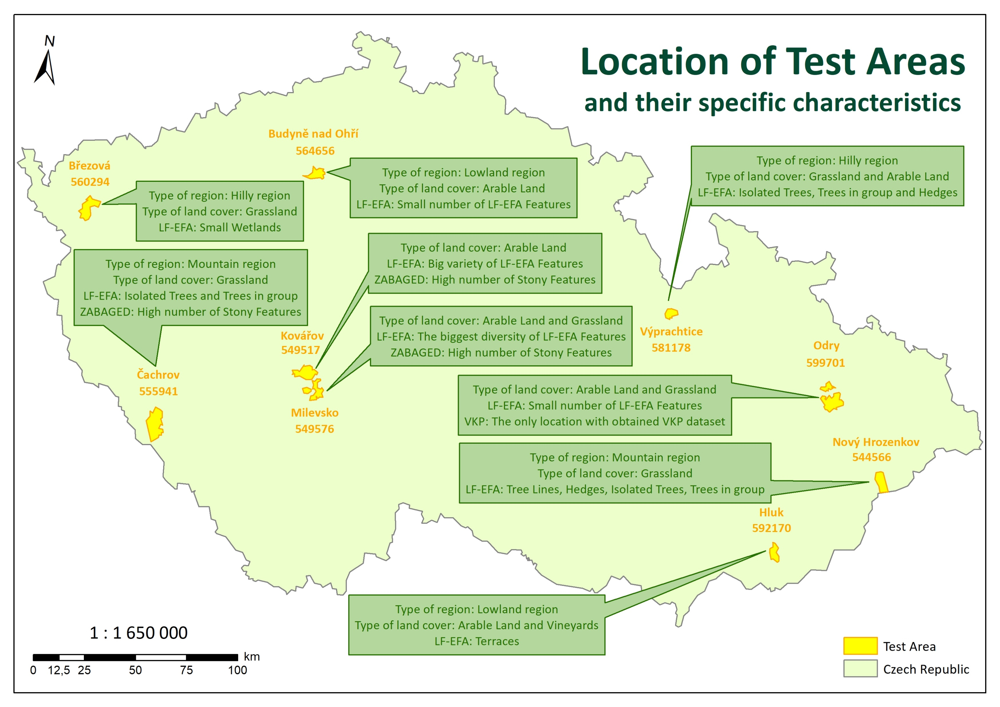 N
Location of Test Areas
and their specific characteristics
Budyně nad Ohří
564656
Type of region: Lowland region
Type of land cover: Arable Land
LF-EFA: Small number of LF-EFA Features
Type of region: Hilly region
Type of land cover: Grassland and Arable Land
LF-EFA: Isolated Trees, Trees in group and Hedges
Březová
560294
Type of region: Hilly region
Type of land cover: Grassland
LF-EFA: Small Wetlands
Type of land cover: Arable Land
LF-EFA: Big variety of LF-EFA Features
ZABAGED: High number of Stony Features
Type of region: Mountain region
Type of land cover: Grassland
LF-EFA: Isolated Trees and Trees in group
ZABAGED: High number of Stony Features
Type of land cover: Arable Land and Grassland
LF-EFA: The biggest diversity of LF-EFA Features
ZABAGED: High number of Stony Features
Kovářov
549517
Výprachtice
581178
Odry
599701
Čachrov
555941
Type of land cover: Arable Land and Grassland
LF-EFA: Small number of LF-EFA Features
VKP: The only location with obtained VKP dataset
Milevsko
549576
Nový Hrozenkov
544566
Type of region: Mountain region
Type of land cover: Grassland
LF-EFA: Tree Lines, Hedges, Isolated Trees, Trees in group
Hluk
592170
Type of region: Lowland region
Type of land cover: Arable Land and Vineyards
LF-EFA: Terraces
1 : 1 650 000
km
0 12,5 25 50 75 100
Test Area
Czech Republic